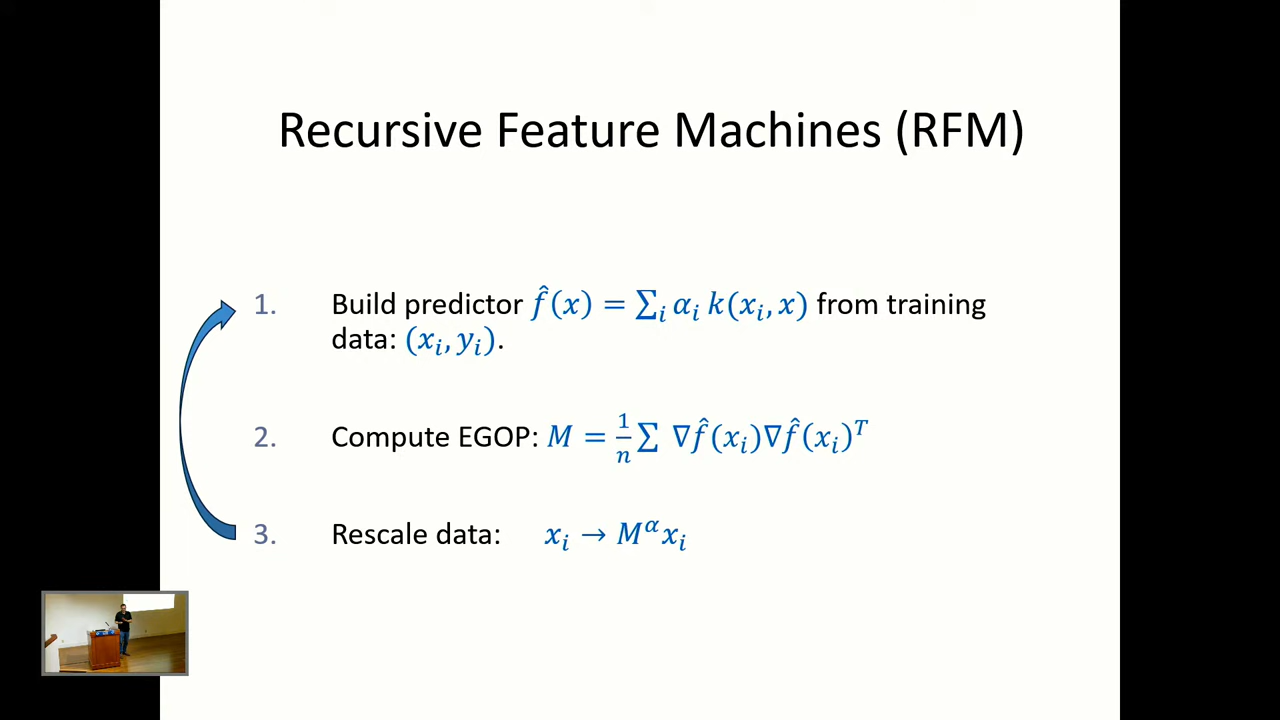 Recursive Feature Machines (RFM)
1. Build predictor f̂(x) = ∑ᵢ αᵢ k(xᵢ, x) from training
data: (xᵢ, yᵢ).
2. Compute EGOP: M = 1/n ∑ ∇f̂(xᵢ)∇f̂(xᵢ)ᵀ
3. Rescale data: xᵢ → Mᵅxᵢ